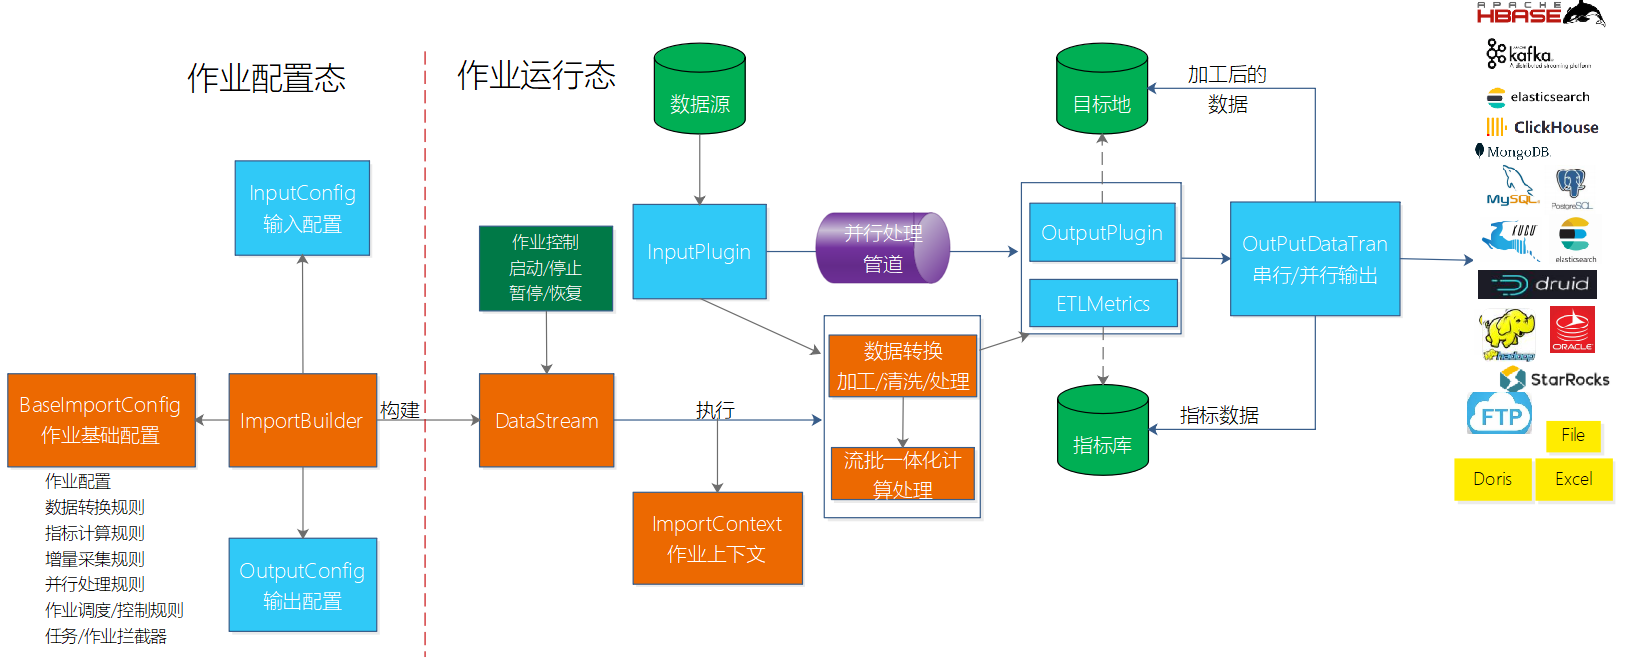 作业配置态
InputConfig
输入配置
BaseImportConfig
作业基础配置
ImportBuilder
构建
作业配置
数据转换规则
指标计算规则
增量采集规则
并行处理规则
作业调度/控制规则
任务/作业拦截器
OutputConfig
输出配置
作业运行态
数据源
作业控制
启动/停止
暂停/恢复
InputPlugin
并行处理
管道
DataStream
执行
ImportContext
作业上下文
数据转换
加工/清洗/处理
流批一体化计
算处理
目标地
加工后的
数据
OutputPlugin
ETLMetrics
指标库
指标数据
OutPutDataTran
串行/并行输出
APACHE
HBASE
kafka
A distributed streaming platform
elasticsearch
ClickHouse
MongoDB.
MySQL
PostgreSQL
KUDU
elasticsearch
druid
hadoop
ORACLE
StarRocks
FTP
File
Doris
Excel